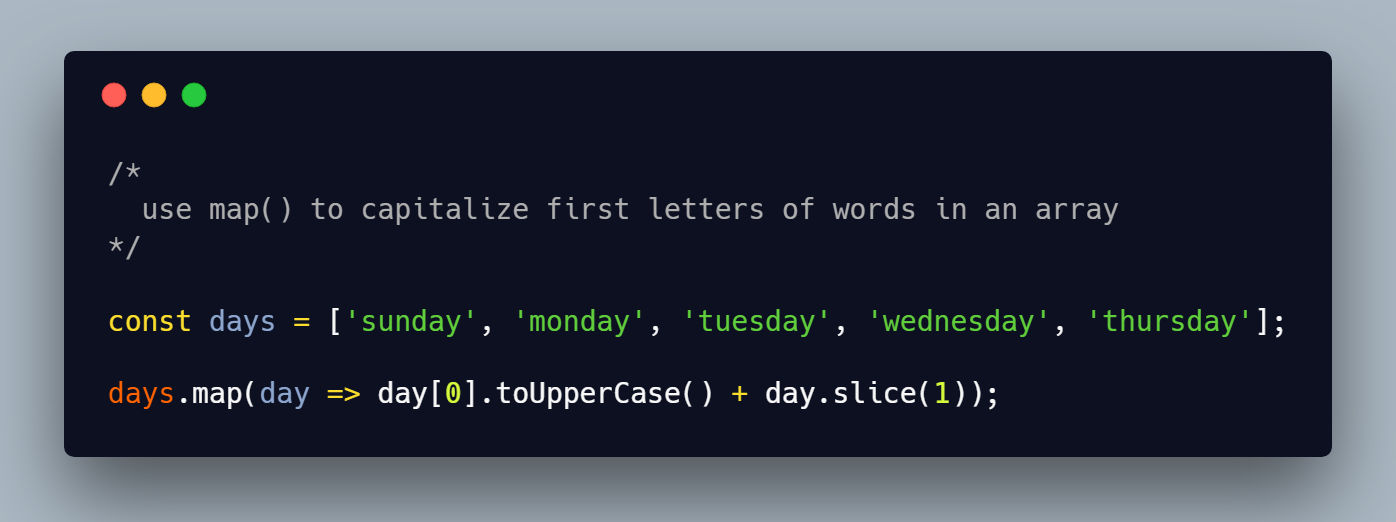 /*
  use map() to capitalize first letters of words in an array
*/
const days = ['sunday', 'monday', 'tuesday', 'wednesday', 'thursday'];
days.map(day => day[0].toUpperCase() + day.slice(1));